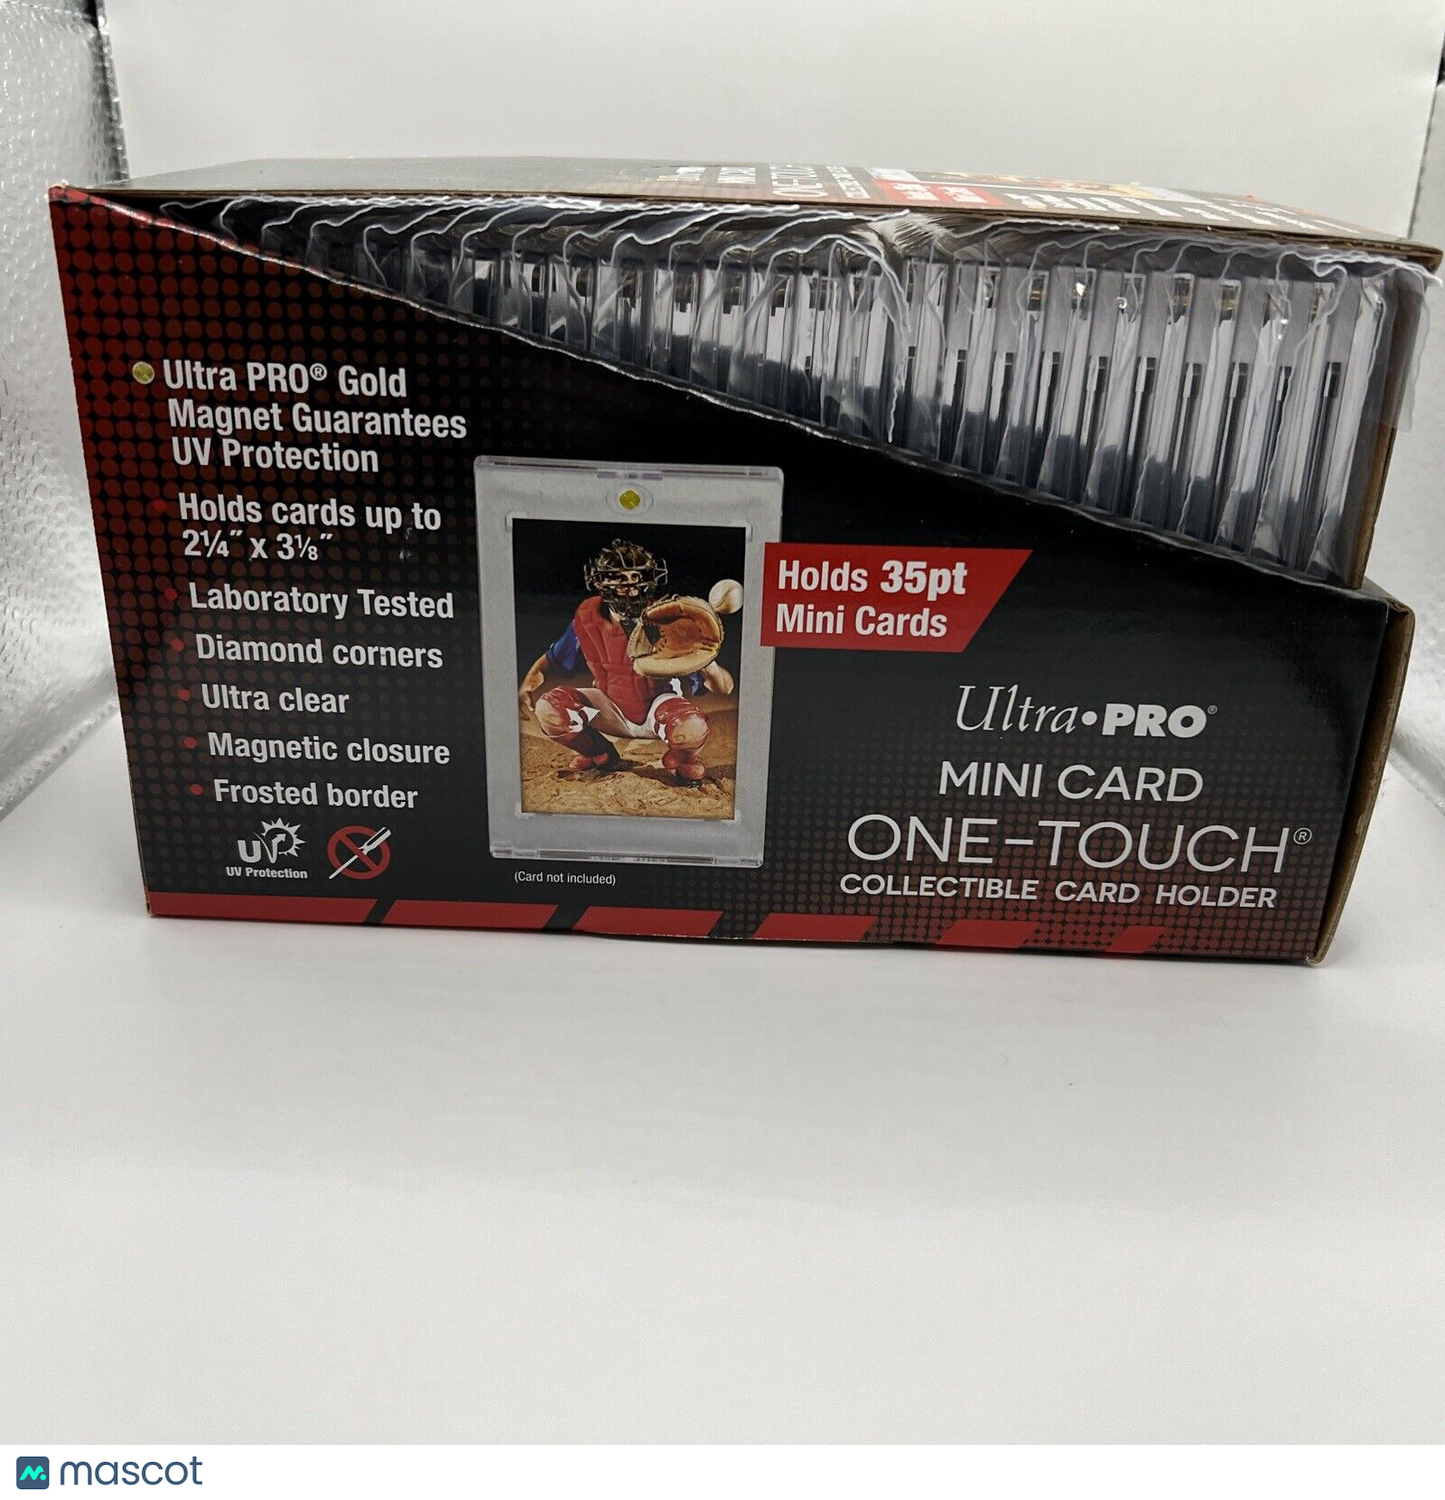 Ultra PRO® Gold
Magnet Guarantees
UV Protection
Holds cards up to
2¼″ x 3⅛″
Laboratory Tested
Diamond corners
Ultra clear
Magnetic closure
Frosted border
UV
UV Protection
(Card not included)
Holds 35pt
Mini Cards
Ultra•PRO®
MINI CARD
ONE-TOUCH®
COLLECTIBLE CARD HOLDER
mascot